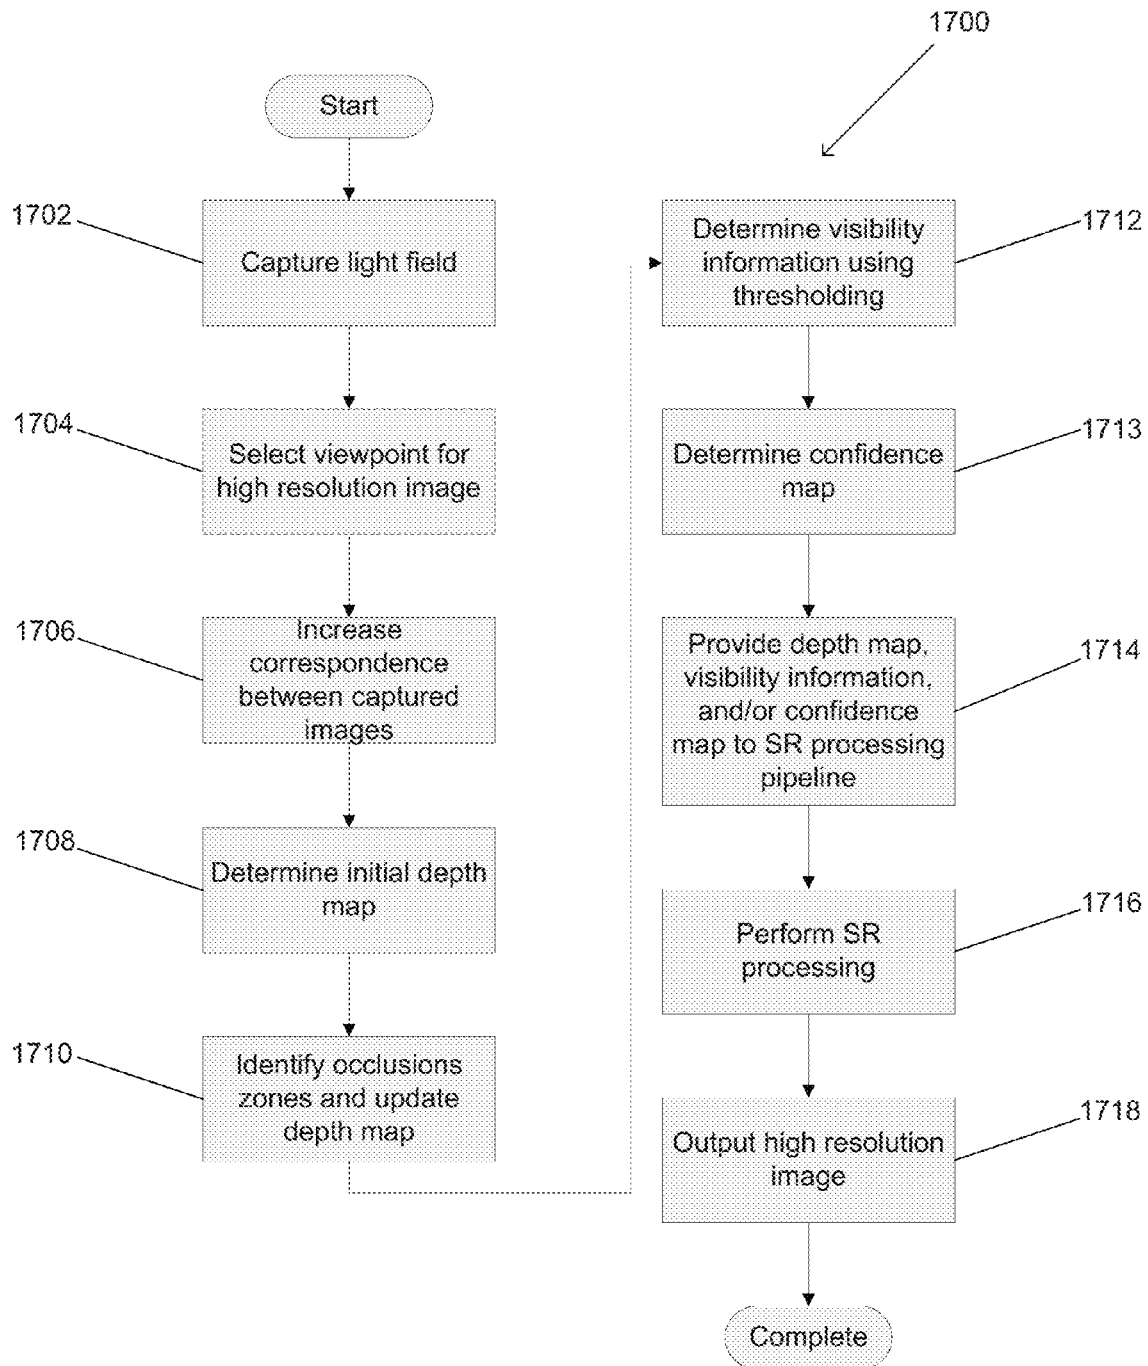 1700
Start
1702
Capture light field
1704
Select viewpoint for
high resolution image
1706
Increase
correspondence
between captured
images
1708
Determine initial depth
map
1710
Identify occlusions
zones and update
depth map
1712
Determine visibility
information using
thresholding
1713
Determine confidence
map
1714
Provide depth map,
visibility information,
and/or confidence
map to SR processing
pipeline
1716
Perform SR
processing
1718
Output high resolution
image
Complete